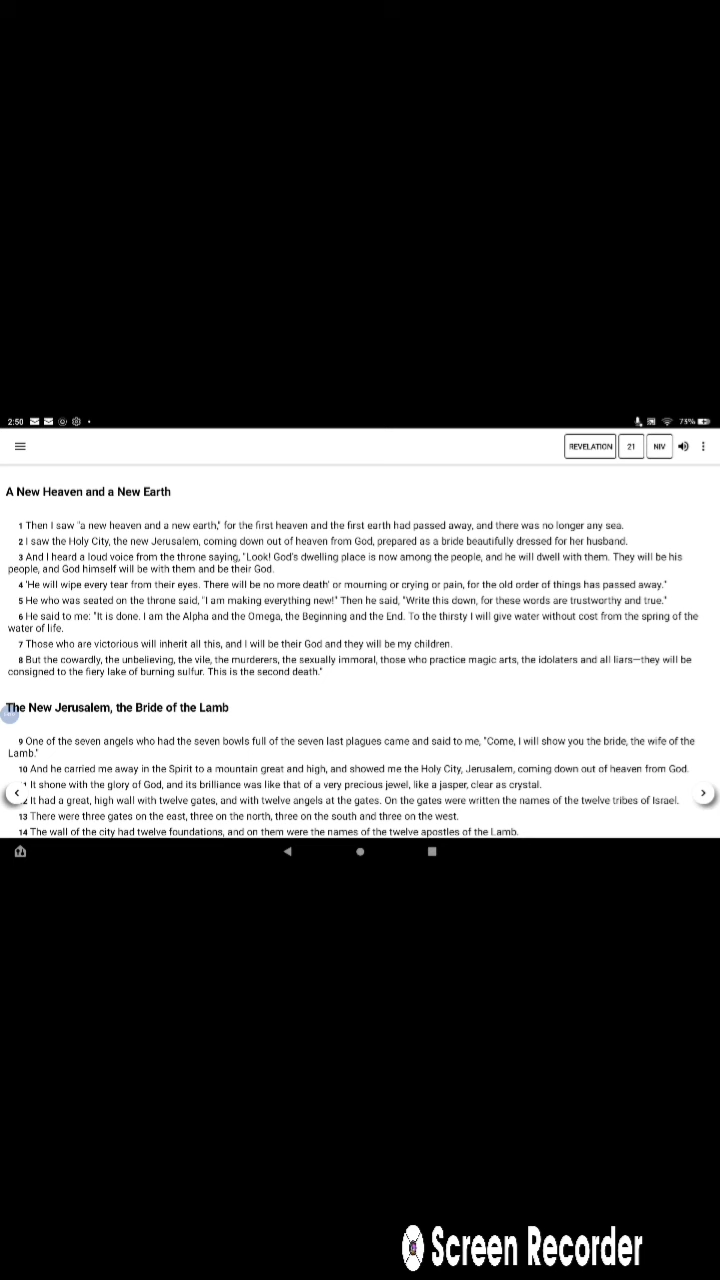 2:50
73%
REVELATION 21 NIV
A New Heaven and a New Earth
1 Then I saw "a new heaven and a new earth," for the first heaven and the first earth had passed away, and there was no longer any sea.
2 I saw the Holy City, the new Jerusalem, coming down out of heaven from God, prepared as a bride beautifully dressed for her husband.
3 And I heard a loud voice from the throne saying, "Look! God's dwelling place is now among the people, and he will dwell with them. They will be his
people, and God himself will be with them and be their God.
4 'He will wipe every tear from their eyes. There will be no more death' or mourning or crying or pain, for the old order of things has passed away."
5 He who was seated on the throne said, "I am making everything new!" Then he said, "Write this down, for these words are trustworthy and true."
6 He said to me: "It is done. I am the Alpha and the Omega, the Beginning and the End. To the thirsty I will give water without cost from the spring of the
water of life.
7 Those who are victorious will inherit all this, and I will be their God and they will be my children.
8 But the cowardly, the unbelieving, the vile, the murderers, the sexually immoral, those who practice magic arts, the idolaters and all liars—they will be
consigned to the fiery lake of burning sulfur. This is the second death."
The New Jerusalem, the Bride of the Lamb
9 One of the seven angels who had the seven bowls full of the seven last plagues came and said to me, "Come, I will show you the bride, the wife of the
Lamb."
10 And he carried me away in the Spirit to a mountain great and high, and showed me the Holy City, Jerusalem, coming down out of heaven from God.
It shone with the glory of God, and its brilliance was like that of a very precious jewel, like a jasper, clear as crystal.
It had a great, high wall with twelve gates, and with twelve angels at the gates. On the gates were written the names of the twelve tribes of Israel.
13 There were three gates on the east, three on the north, three on the south and three on the west.
14 The wall of the city had twelve foundations, and on them were the names of the twelve apostles of the Lamb.
Screen Recorder